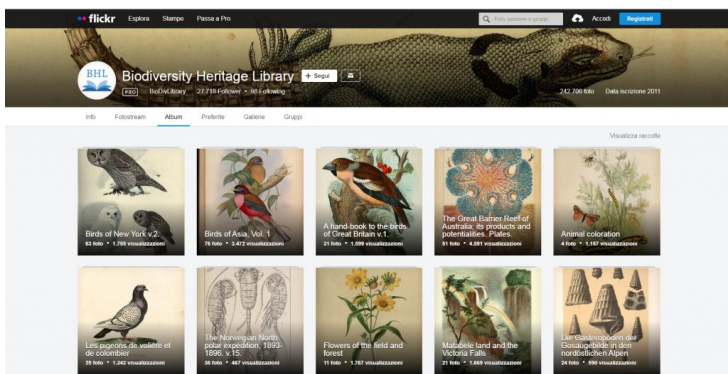 flickr Esplora Stampe Passa a Pro Foto, persone o gruppi Accedi Registrati
BHL
Biodiversity Heritage Library + Segui
PRO BioDivLibrary 27.718 Follower • 98 Following 242.706 foto Data iscrizione 2011
Info Fotostream Album Preferite Gallerie Gruppi
Visualizza raccolte
Birds of New York v.2.
63 foto • 1.755 visualizzazioni
Birds of Asia, Vol. 1
76 foto • 3.472 visualizzazioni
A hand-book to the birds
of Great Britain v.1.
21 foto • 1.599 visualizzazioni
The Great Barrier Reef of
Australia; its products and
potentialities. Plates.
51 foto • 4.591 visualizzazioni
Animal coloration
4 foto • 1.157 visualizzazioni
Les pigeons de volière et
de colombier
25 foto • 1.343 visualizzazioni
The Norwegian North
polar expedition, 1893-
1896. v.15.
36 foto • 467 visualizzazioni
Flowers of the field and
forest
11 foto • 1.767 visualizzazioni
Matabele land and the
Victoria Falls
21 foto • 1.669 visualizzazioni
Die Gasteropoden der
Gosaugebilde in den
nordöstlichen Alpen
24 foto • 590 visualizzazioni